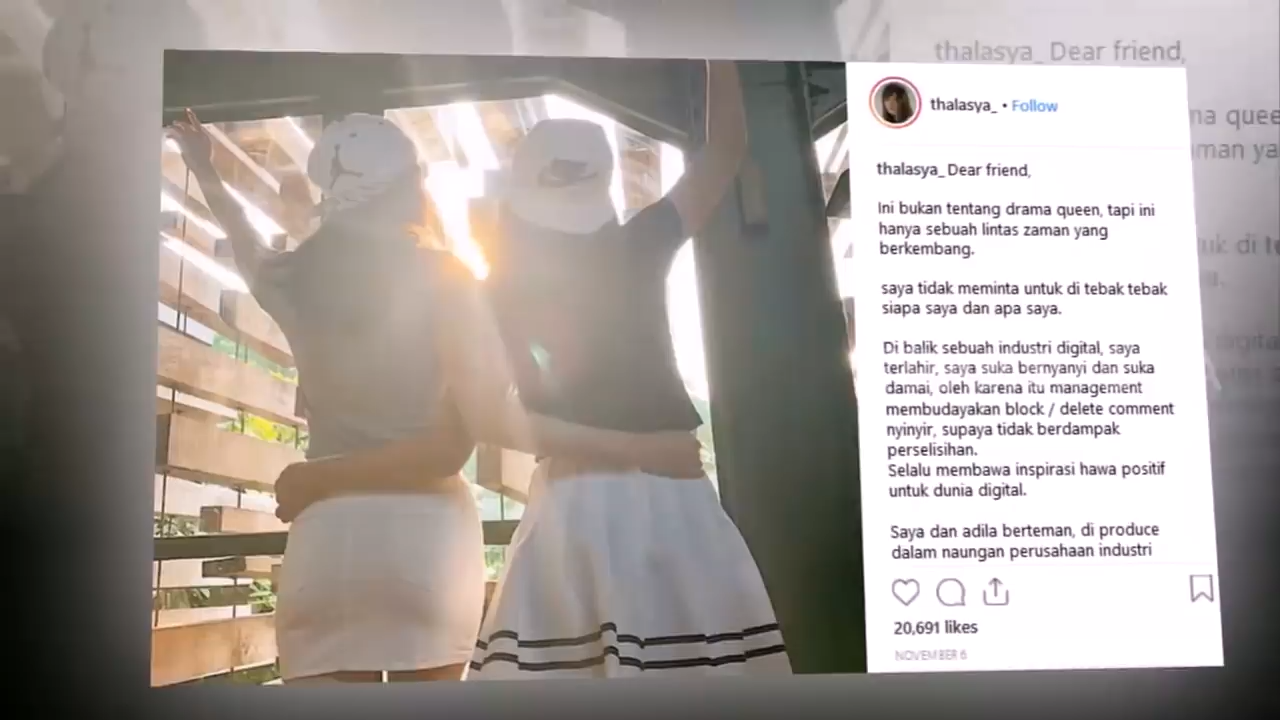 thalasya_ Dear friend,
thalasya_ • Follow
thalasya_ Dear friend,
Ini bukan tentang drama queen, tapi ini
hanya sebuah lintas zaman yang
berkembang.
saya tidak meminta untuk di tebak tebak
siapa saya dan apa saya.
Di balik sebuah industri digital, saya
terlahir, saya suka bernyanyi dan suka
damai, oleh karena itu management
membudayakan block / delete comment
nyinyir, supaya tidak berdampak
perselisihan.
Selalu membawa inspirasi hawa positif
untuk dunia digital.
Saya dan adila berteman, di produce
dalam naungan perusahaan industri
20,691 likes
NOVEMBER 6